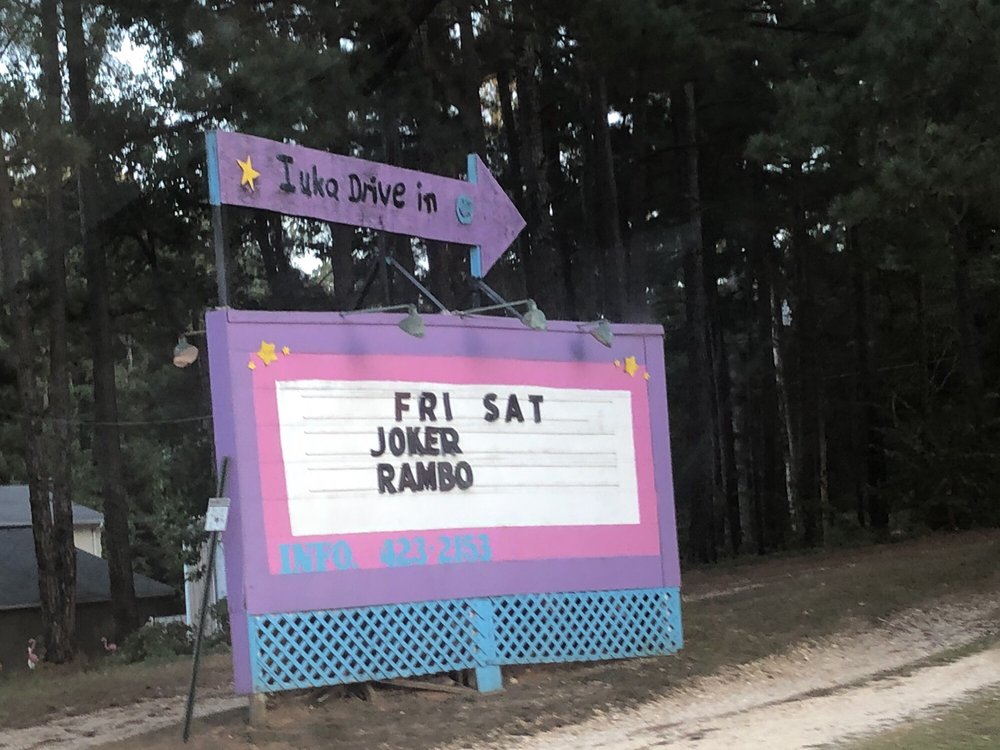 Iuka Drive in
FRI SAT
JOKER
RAMBO
INFO. 423-2153